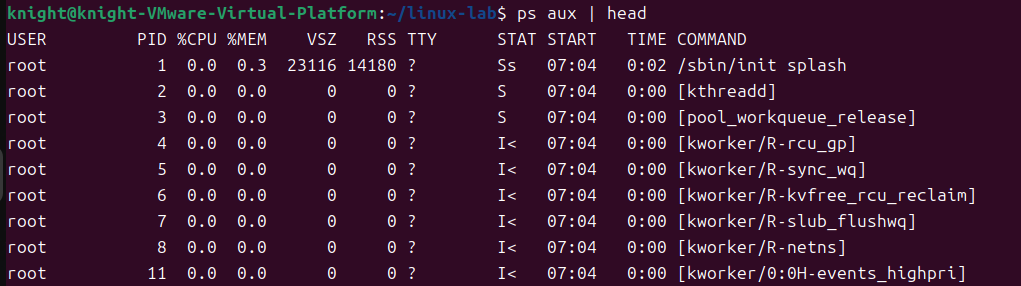 knight@knight-VMware-Virtual-Platform:~/linux-lab$ ps aux | head
USER         PID %CPU %MEM    VSZ   RSS TTY      STAT START   TIME COMMAND
root           1  0.0  0.3  23116 14180 ?        Ss   07:04   0:02 /sbin/init splash
root           2  0.0  0.0      0     0 ?        S    07:04   0:00 [kthreadd]
root           3  0.0  0.0      0     0 ?        S    07:04   0:00 [pool_workqueue_release]
root           4  0.0  0.0      0     0 ?        I<   07:04   0:00 [kworker/R-rcu_gp]
root           5  0.0  0.0      0     0 ?        I<   07:04   0:00 [kworker/R-sync_wq]
root           6  0.0  0.0      0     0 ?        I<   07:04   0:00 [kworker/R-kvfree_rcu_reclaim]
root           7  0.0  0.0      0     0 ?        I<   07:04   0:00 [kworker/R-slub_flushwq]
root           8  0.0  0.0      0     0 ?        I<   07:04   0:00 [kworker/R-netns]
root          11  0.0  0.0      0     0 ?        I<   07:04   0:00 [kworker/0:0H-events_highpri]